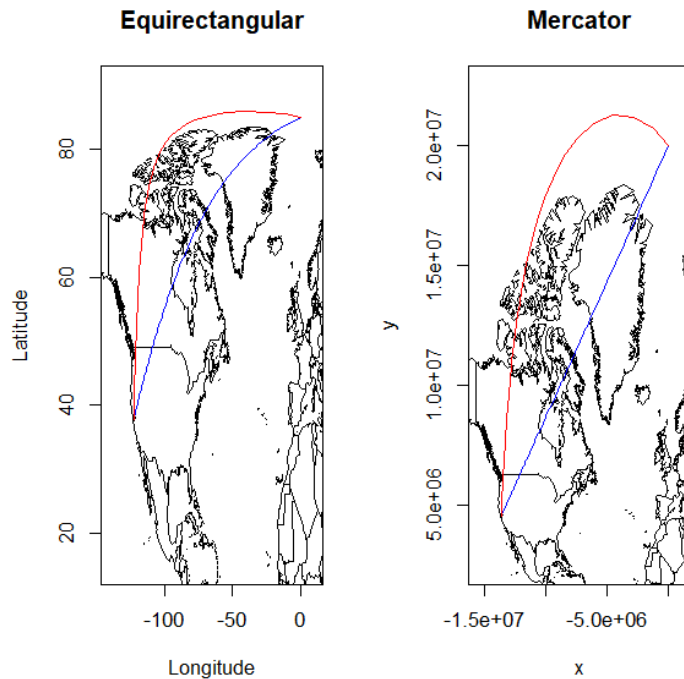 Equirectangular
Latitude
80
60
40
20
-100
-50
0
Longitude
Mercator
y
2.0e+07
1.5e+07
1.0e+07
5.0e+06
-1.5e+07
-5.0e+06
x